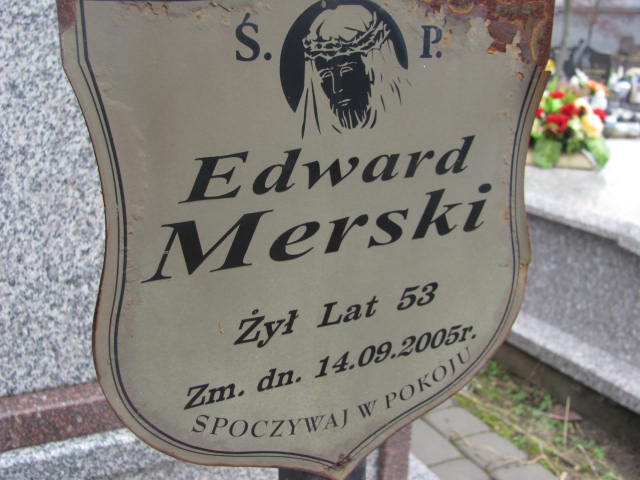 Ś. P.
Edward
Merski
Żył Lat 53
Zm. dn. 14.09.2005r.
SPOCZYWAJ W POKOJU